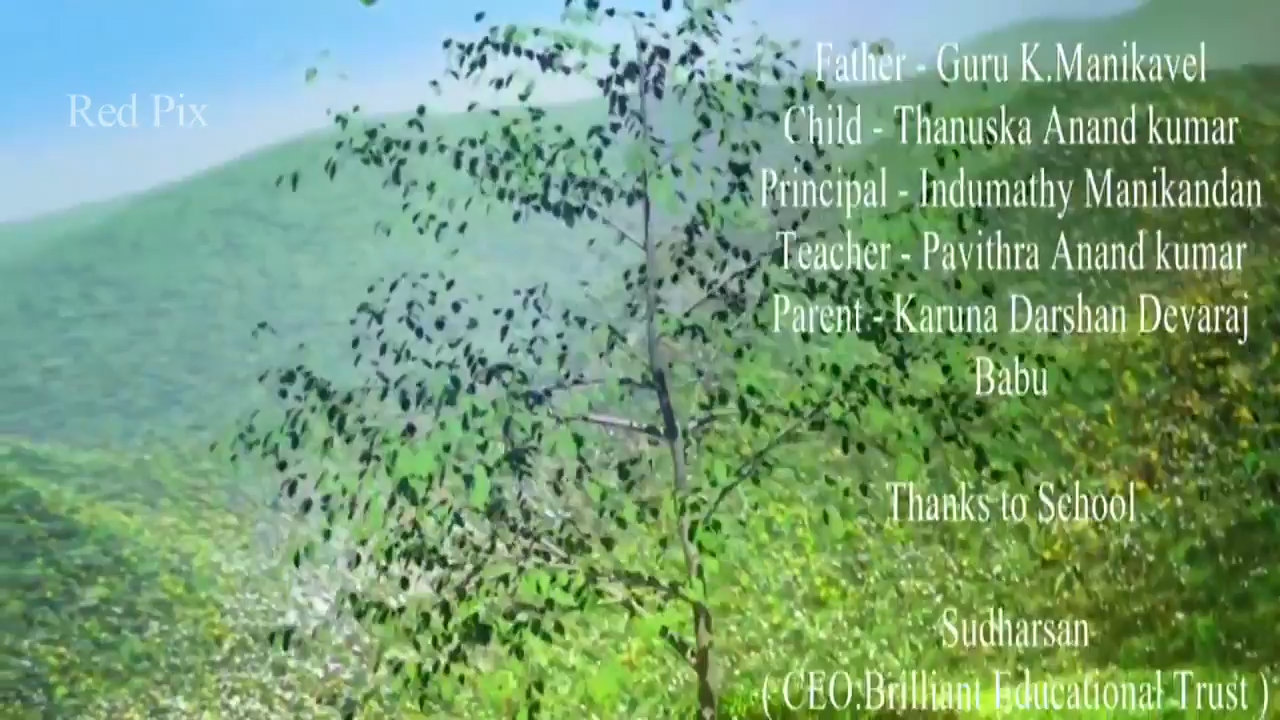 Red Pix
Father - Guru K.Manikavel
Child - Thanuska Anand kumar
Principal - Indumathy Manikandan
Teacher - Pavithra Anand kumar
Parent - Karuna Darshan Devaraj
Babu
Thanks to School
Sudharsan
( CEO.Brilliant Educational Trust )